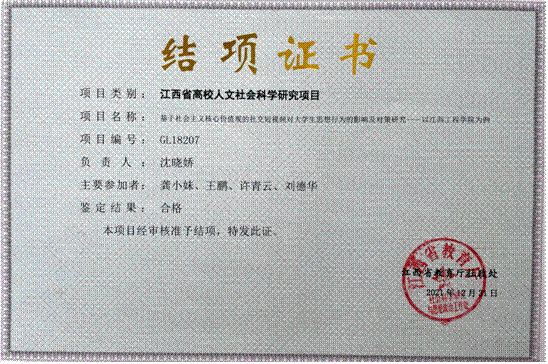 结项证书
项目类别：江西省高校人文社会科学研究项目
项目名称：基于社会主义核心价值观的社交短视频对大学生思想行为的影响及对策研究——以江西工程学院为例
项目编号：GL18207
负责人：沈晓娇
主要参加者：龚小妹、王鹏、许青云、刘德华
鉴定结果：合格
本项目经审核准予结项，特发此证。
江西省教育厅社政处
2021年12月21日